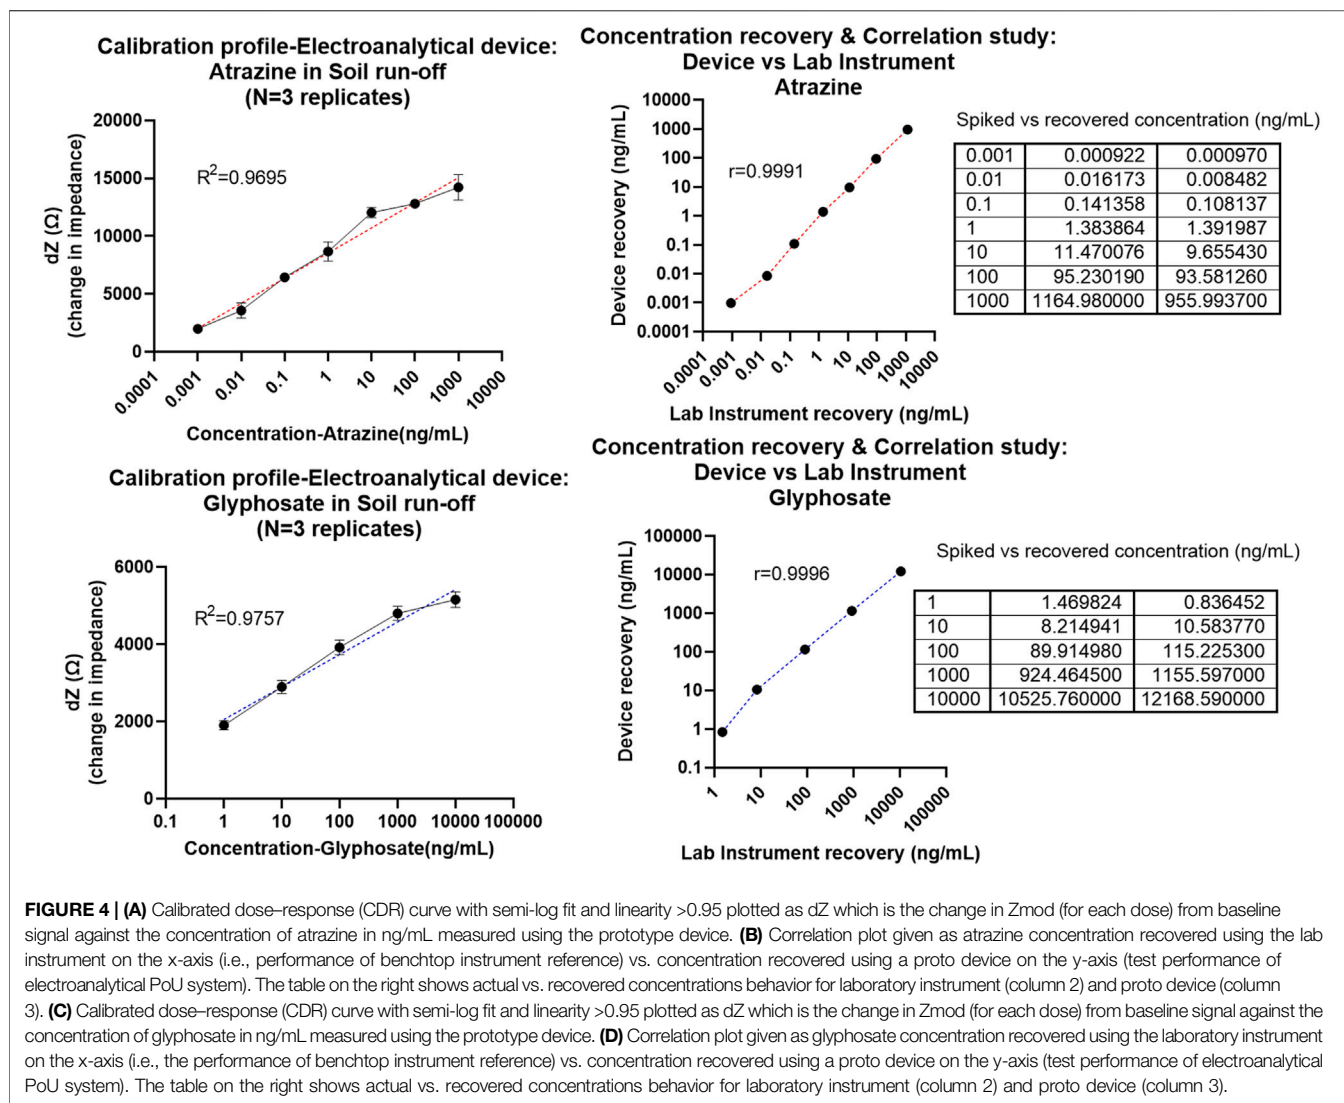 Calibration profile-Electroanalytical device:
Atrazine in Soil run-off
(N=3 replicates)
20000
15000
10000
5000
0
dZ (Ω)
(change in impedance)
R2=0.9695
0.0001
0.001
0.01
0.1
1
10
100
1000
10000
Concentration-Atrazine(ng/mL)
Concentration recovery & Correlation study:
Device vs Lab Instrument
Atrazine
10000
1000
100
10
1
0.1
0.01
0.001
0.0001
Device recovery (ng/mL)
r=0.9991
0.0001
0.001
0.01
0.1
1
10
100
1000
10000
Lab Instrument recovery (ng/mL)
Spiked vs recovered concentration (ng/mL)
0.001 0.000922 0.000970
0.01 0.016173 0.008482
0.1 0.141358 0.108137
1 1.383864 1.391987
10 11.470076 9.655430
100 95.230190 93.581260
1000 1164.980000 955.993700
Calibration profile-Electroanalytical device:
Glyphosate in Soil run-off
(N=3 replicates)
6000
4000
2000
0
dZ (Ω)
(change in impedance)
R2=0.9757
0.1 1 10 100 1000 10000 100000
Concentration-Glyphosate(ng/mL)
Concentration recovery & Correlation study:
Device vs Lab Instrument
Glyphosate
100000
10000
1000
100
10
1
0.1
Device recovery (ng/mL)
r=0.9996
1
10
100
1000
10000
100000
Lab Instrument recovery (ng/mL)
Spiked vs recovered concentration (ng/mL)
1 1.469824 0.836452
10 8.214941 10.583770
100 89.914980 115.225300
1000 924.464500 1155.597000
10000 10525.760000 12168.590000
FIGURE 4 | (A) Calibrated dose–response (CDR) curve with semi-log fit and linearity >0.95 plotted as dZ which is the change in Zmod (for each dose) from baseline
signal against the concentration of atrazine in ng/mL measured using the prototype device. (B) Correlation plot given as atrazine concentration recovered using the lab
instrument on the x-axis (i.e., performance of benchtop instrument reference) vs. concentration recovered using a proto device on the y-axis (test performance of
electroanalytical PoU system). The table on the right shows actual vs. recovered concentrations behavior for laboratory instrument (column 2) and proto device (column
3). (C) Calibrated dose–response (CDR) curve with semi-log fit and linearity >0.95 plotted as dZ which is the change in Zmod (for each dose) from baseline signal against the
concentration of glyphosate in ng/mL measured using the prototype device. (D) Correlation plot given as glyphosate concentration recovered using the laboratory instrument
on the x-axis (i.e., the performance of benchtop instrument reference) vs. concentration recovered using a proto device on the y-axis (test performance of electroanalytical
PoU system). The table on the right shows actual vs. recovered concentrations behavior for laboratory instrument (column 2) and proto device (column 3).